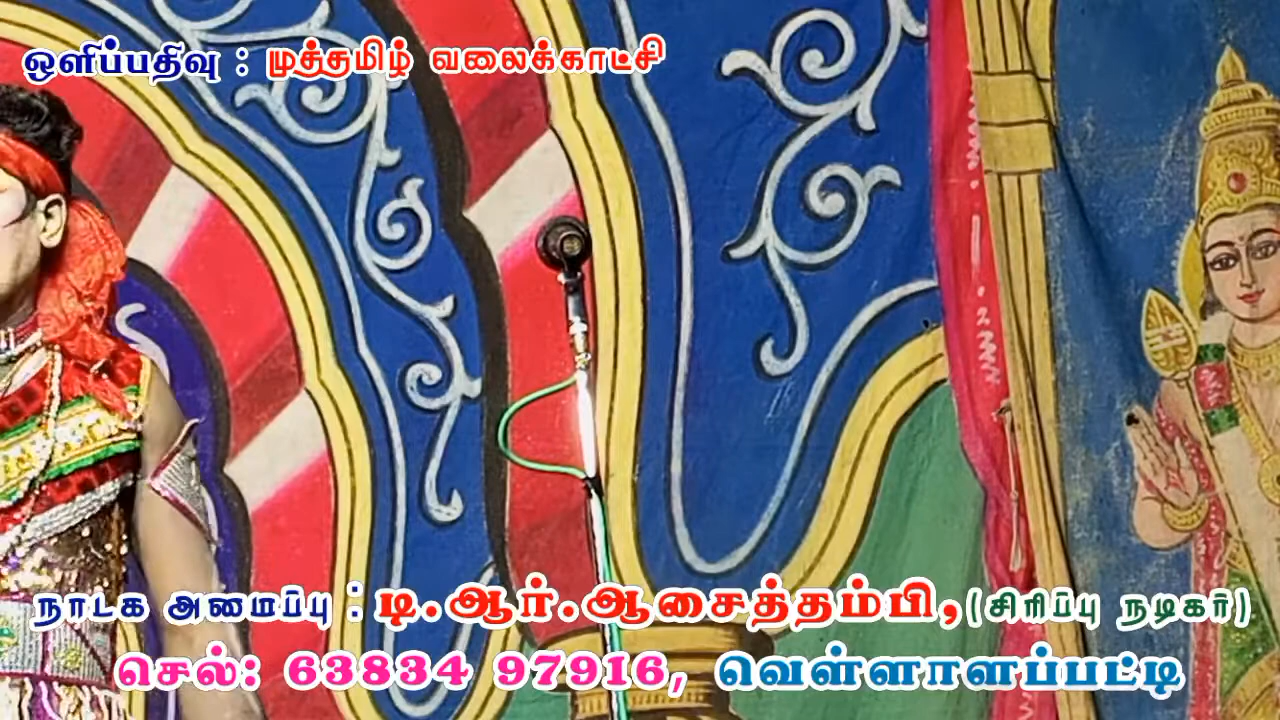 ஒளிப்பதிவு : முத்தமிழ் வலைக்காட்சி
நாடக அமைப்பு : டி.ஆர்.ஆசைத்தம்பி,(சிரிப்பு நடிகர்)
செல்: 63834 97916, வெள்ளாளப்பட்டி